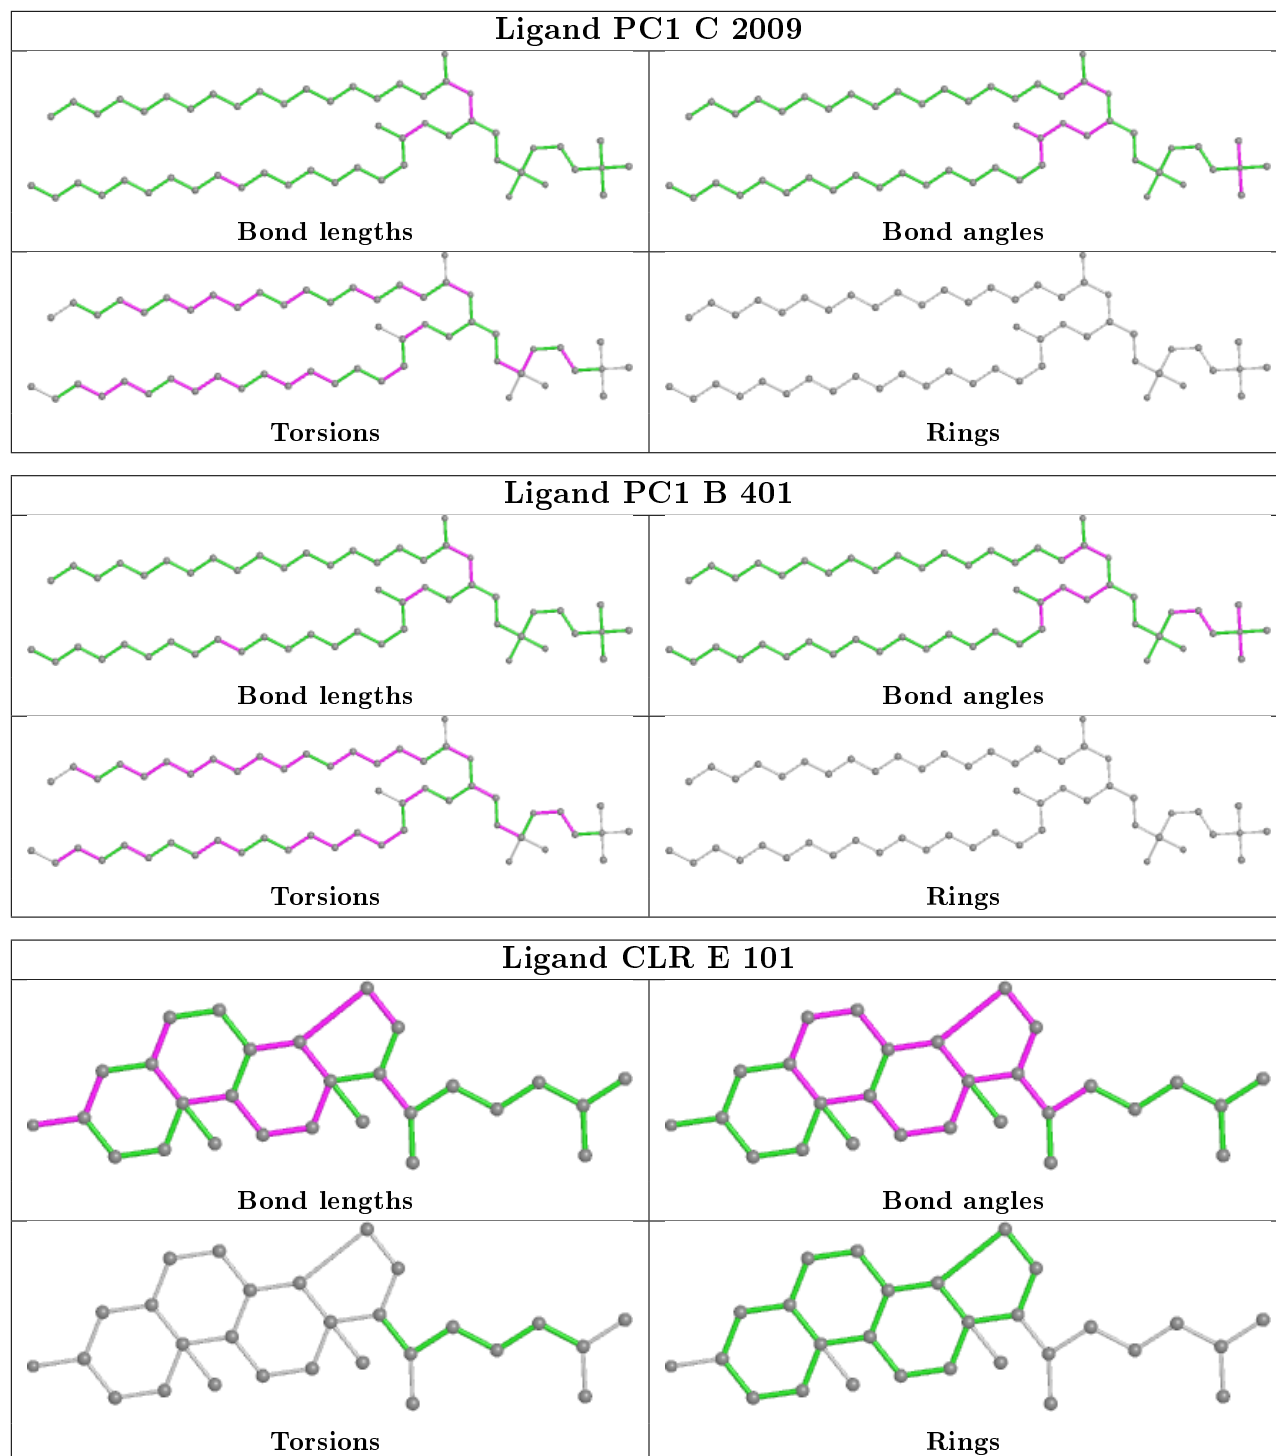 Ligand PC1 C 2009
Bond lengths
Bond angles
Torsions
Rings
Ligand PC1 B 401
Bond lengths
Bond angles
Torsions
Rings
Ligand CLR E 101
Bond lengths
Bond angles
Torsions
Rings